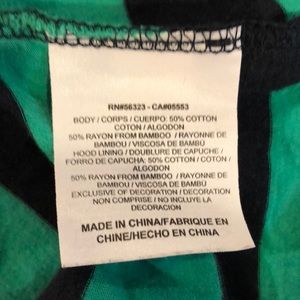 RN#56323 - CA#05553
BODY / CORPS / CUERPO: 50% COTTON
COTON / ALGODON
50% RAYON FROM BAMBOO / RAYONNE DE
BAMBOU / VISCOSA DE BAMBÚ
HOOD LINING / DOUBLURE DE CAPUCHE /
FORRO DE CAPUCHA: 50% COTTON / COTON /
ALGODON
50% RAYON FROM BAMBOO / RAYONNE DE
BAMBOU / VISCOSA DE BAMBÚ
EXCLUSIVE OF DECORATION / DECORATION
NON COMPRISE / NO INCLUYE LA
DECORACION
MADE IN CHINA/FABRIQUE EN
CHINE/HECHO EN CHINA